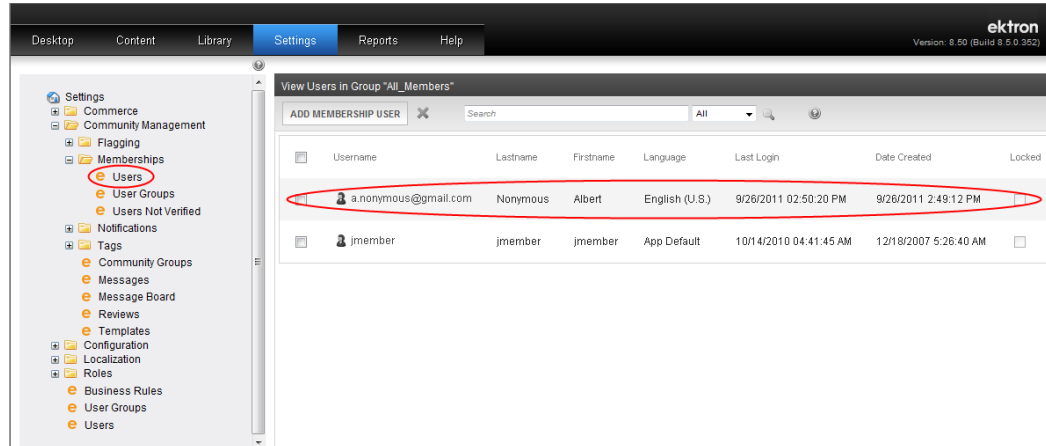 ektron
Desktop Content Library Settings Reports Help
Version: 8.50 (Build 8.5.0.352)
Settings
Commerce
Community Management
Flagging
Memberships
Users
User Groups
Users Not Verified
Notifications
Tags
Community Groups
Messages
Message Board
Reviews
Templates
Configuration
Localization
Roles
Business Rules
User Groups
Users
View Users in Group "All_Members"
ADD MEMBERSHIP USER Search All
Username Lastname Firstname Language Last Login Date Created Locked
a.nonymous@gmail.com Nonymous Albert English (U.S.) 9/26/2011 02:50:20 PM 9/26/2011 2:49:12 PM
jmember jmember jmember App Default 10/14/2010 04:41:45 AM 12/18/2007 5:26:40 AM